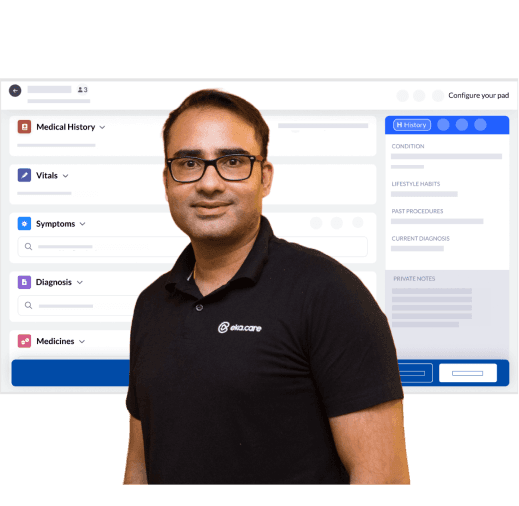 3
Configure your pad
Medical History
H History
CONDITION
Vitals
LIFESTYLE HABITS
PAST PROCEDURES
Symptoms
CURRENT DIAGNOSIS
Diagnosis
PRIVATE NOTES
eka.care
Medicines